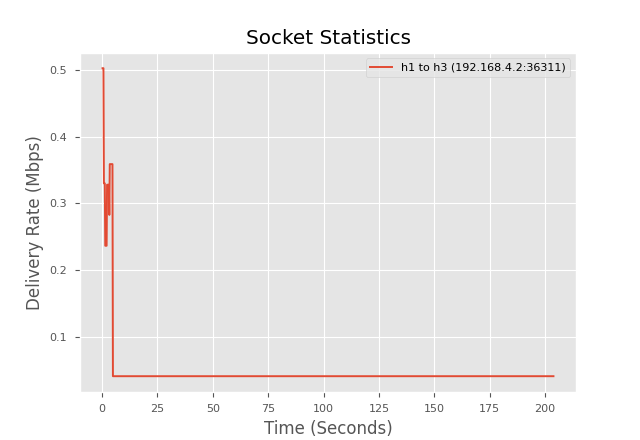 Socket Statistics
h1 to h3 (192.168.4.2:36311)
Delivery Rate (Mbps)
0.5
0.4
0.3
0.2
0.1
0 25 50 75 100 125 150 175 200
Time (Seconds)